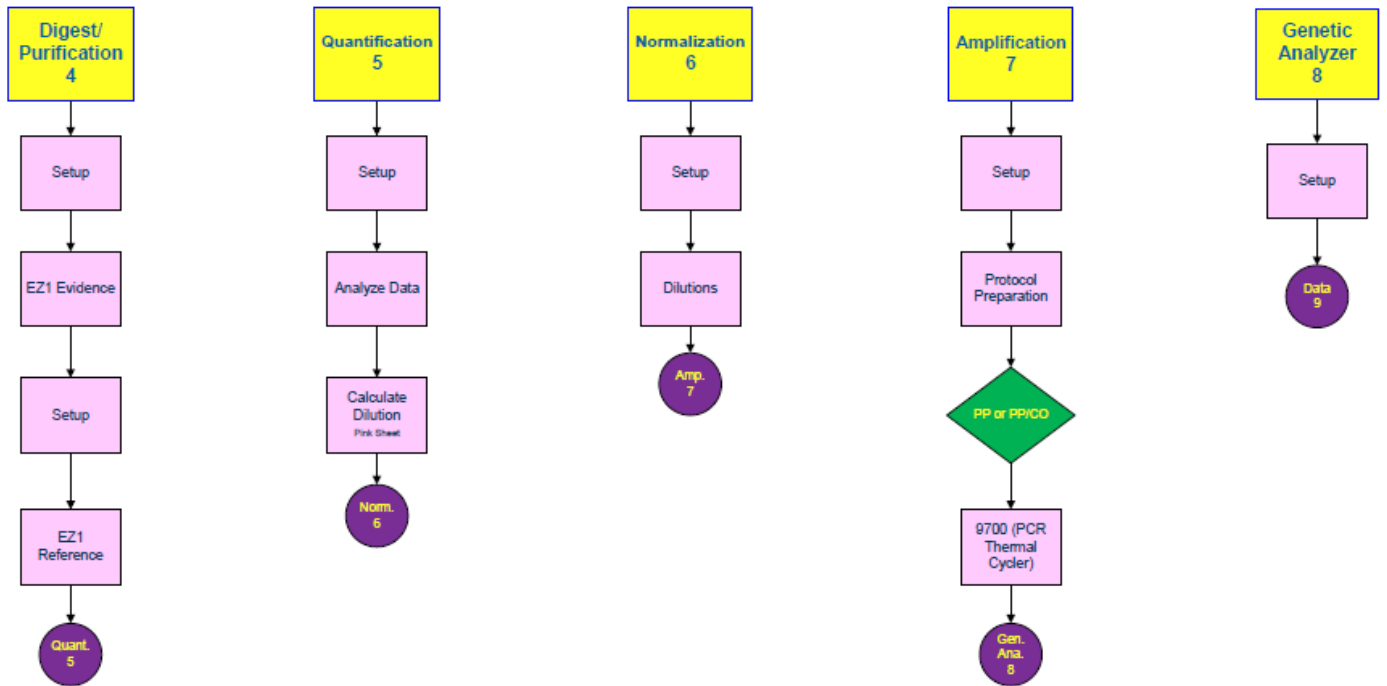 Digest/
Purification
4
Setup
EZ1 Evidence
Setup
EZ1
Reference
Quant.
5
Quantification
5
Setup
Analyze Data
Calculate
Dilution
Pink Sheet
Norm.
6
Normalization
6
Setup
Dilutions
Amp.
7
Amplification
7
Setup
Protocol
Preparation
PP or PP/CO
9700 (PCR
Thermal
Cycler)
Gen.
Ana.
8
Genetic
Analyzer
8
Setup
Data
9